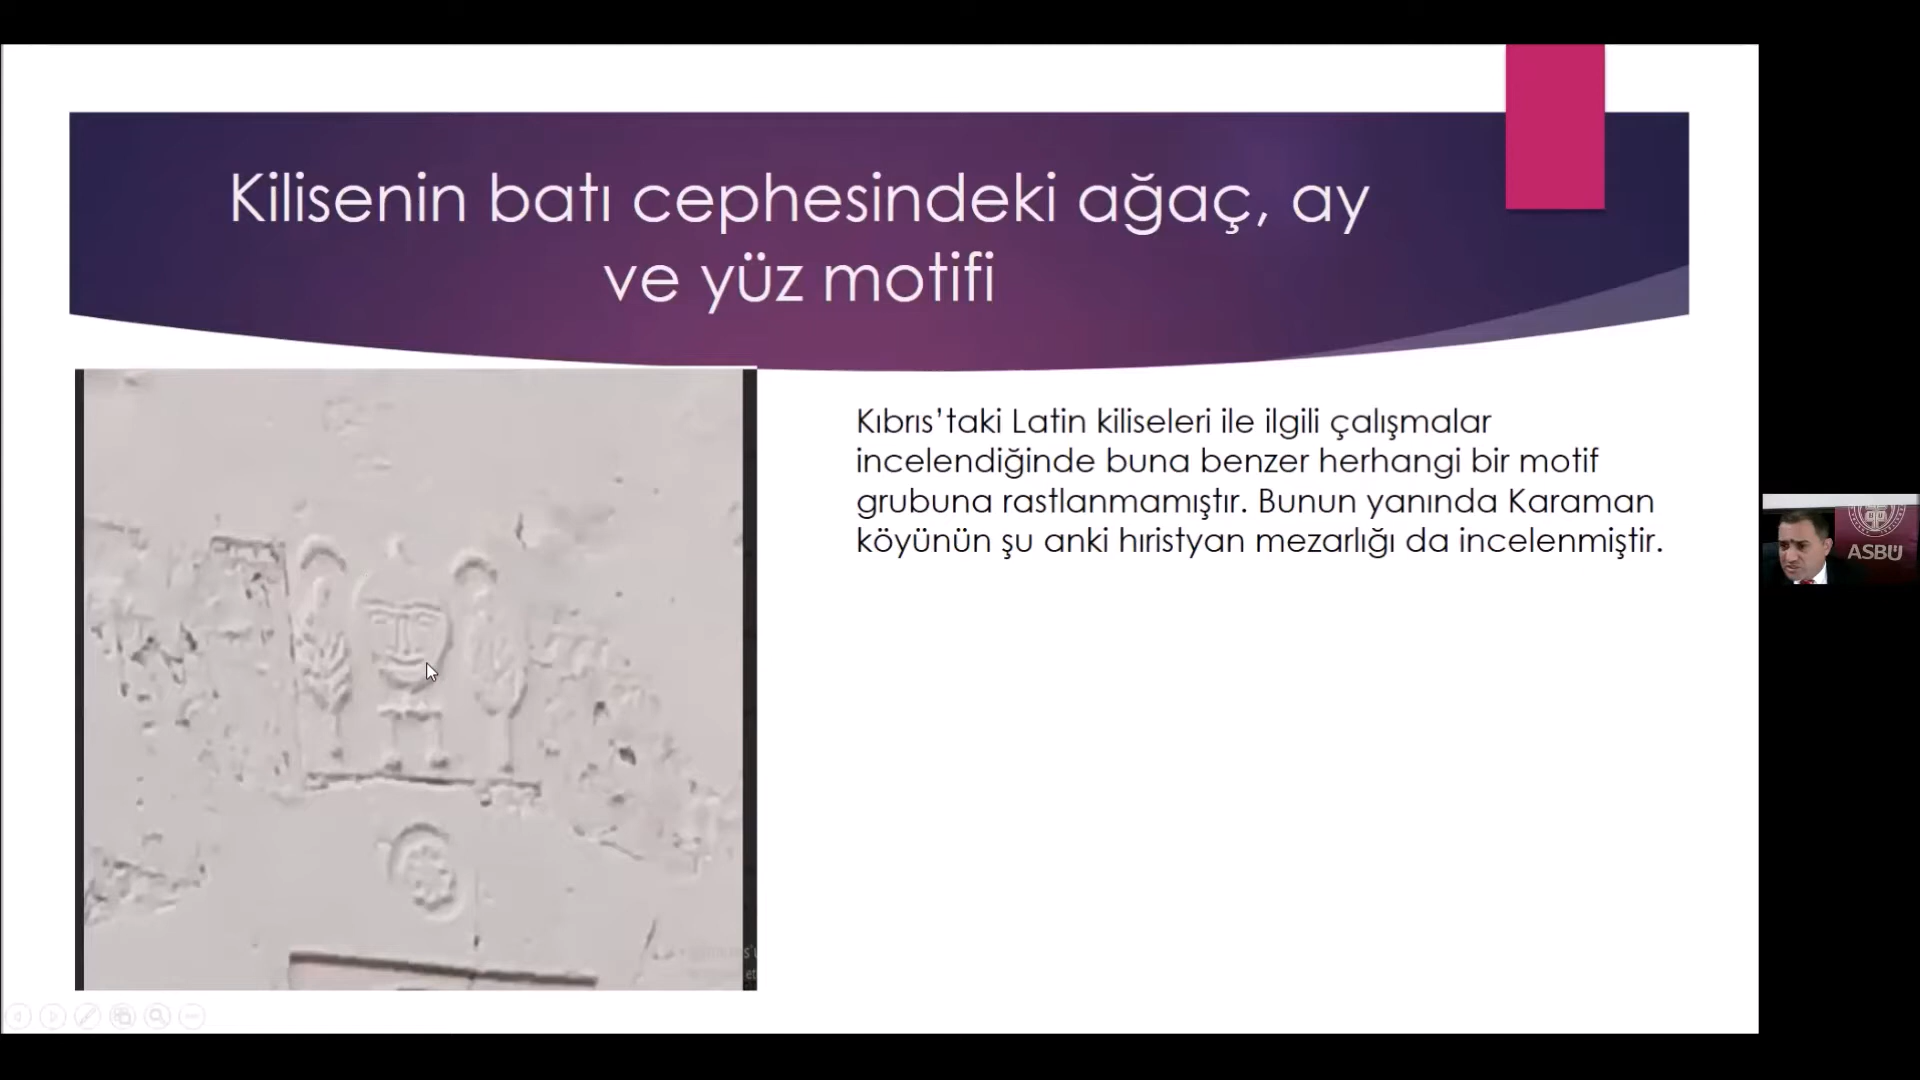 Kilisenin batı cephesindeki ağaç, ay
ve yüz motifi
Kıbrıs’taki Latin kiliseleri ile ilgili çalışmalar
incelendiğinde buna benzer herhangi bir motif
grubuna rastlanmamıştır. Bunun yanında Karaman
köyünün şu anki hıristyan mezarlığı da incelenmiştir.
ASBÜ